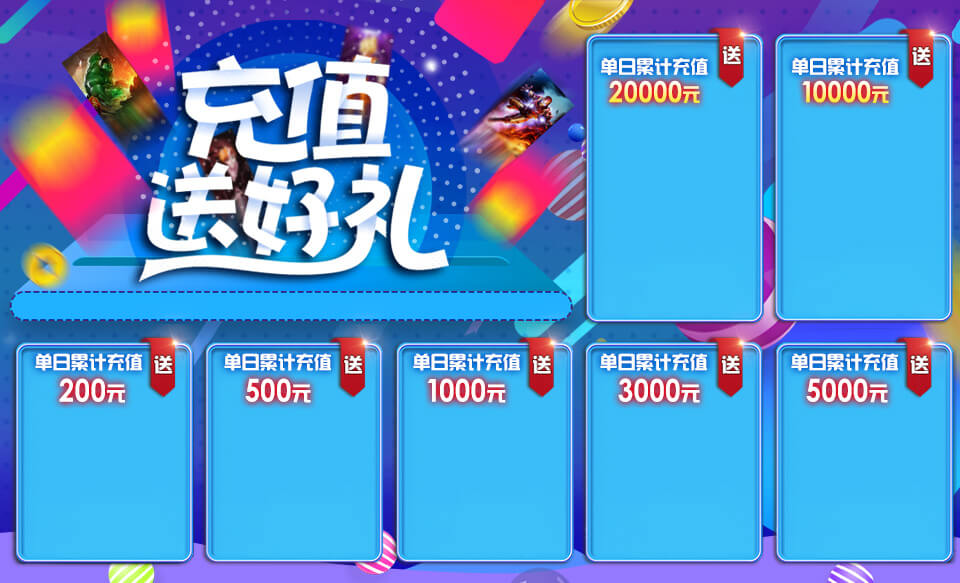 充值
送好礼
单日累计充值
20000元
送
单日累计充值
10000元
送
单日累计充值
200元
送
单日累计充值
500元
送
单日累计充值
1000元
送
单日累计充值
3000元
送
单日累计充值
5000元
送